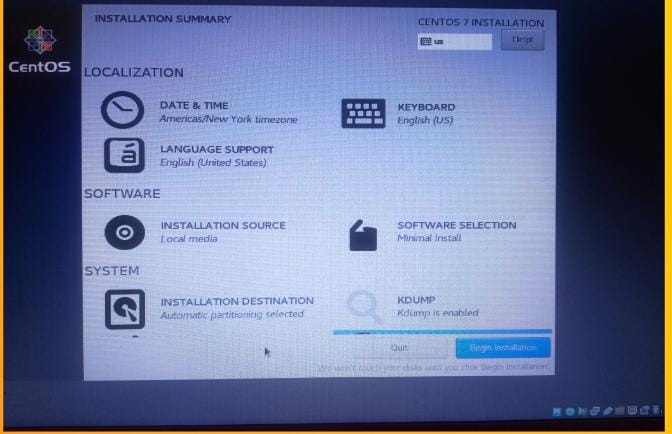 INSTALLATION SUMMARY
CENTOS 7 INSTALLATION
us
Help!
CentOS
LOCALIZATION
DATE & TIME
Americas/New York timezone
KEYBOARD
English (US)
á
LANGUAGE SUPPORT
English (United States)
SOFTWARE
INSTALLATION SOURCE
Local media
SOFTWARE SELECTION
Minimal Install
SYSTEM
INSTALLATION DESTINATION
Automatic partitioning selected
KDUMP
Kdump is enabled
Quit
Begin Installation
We won't touch your disks until you click 'Begin Installation'.